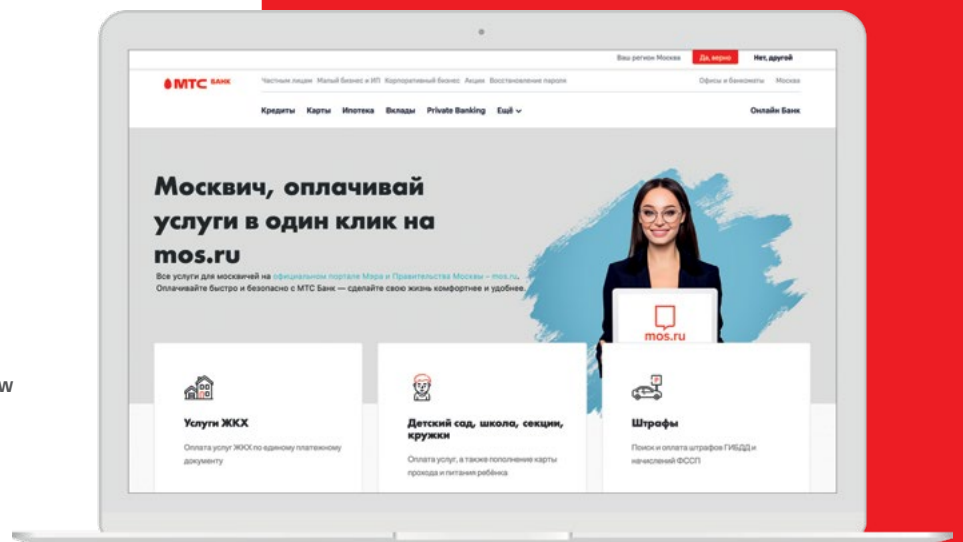 Ваш регион Москва Да, верно Нет, другой
МТС БАНК
Частным лицам Малый бизнес и ИП Корпоративный бизнес Акции Восстановление пароля Офисы и банкоматы Москва
Кредиты Карты Ипотека Вклады Private Banking Ещё Онлайн Банк
Москвич, оплачивай
услуги в один клик на
mos.ru
Все услуги для москвичей на официальном портале Мэра и Правительства Москвы – mos.ru.
Оплачивайте быстро и безопасно с МТС Банк — сделайте свою жизнь комфортнее и удобнее.
mos.ru
w
Услуги ЖКХ
Оплата услуг ЖКХ по единому платежному
документу
Детский сад, школа, секции,
кружки
Оплата услуг, а также пополнение карты
прохода и питания ребёнка
Штрафы
Поиск и оплата штрафов ГИБДД и
начислений ФССП